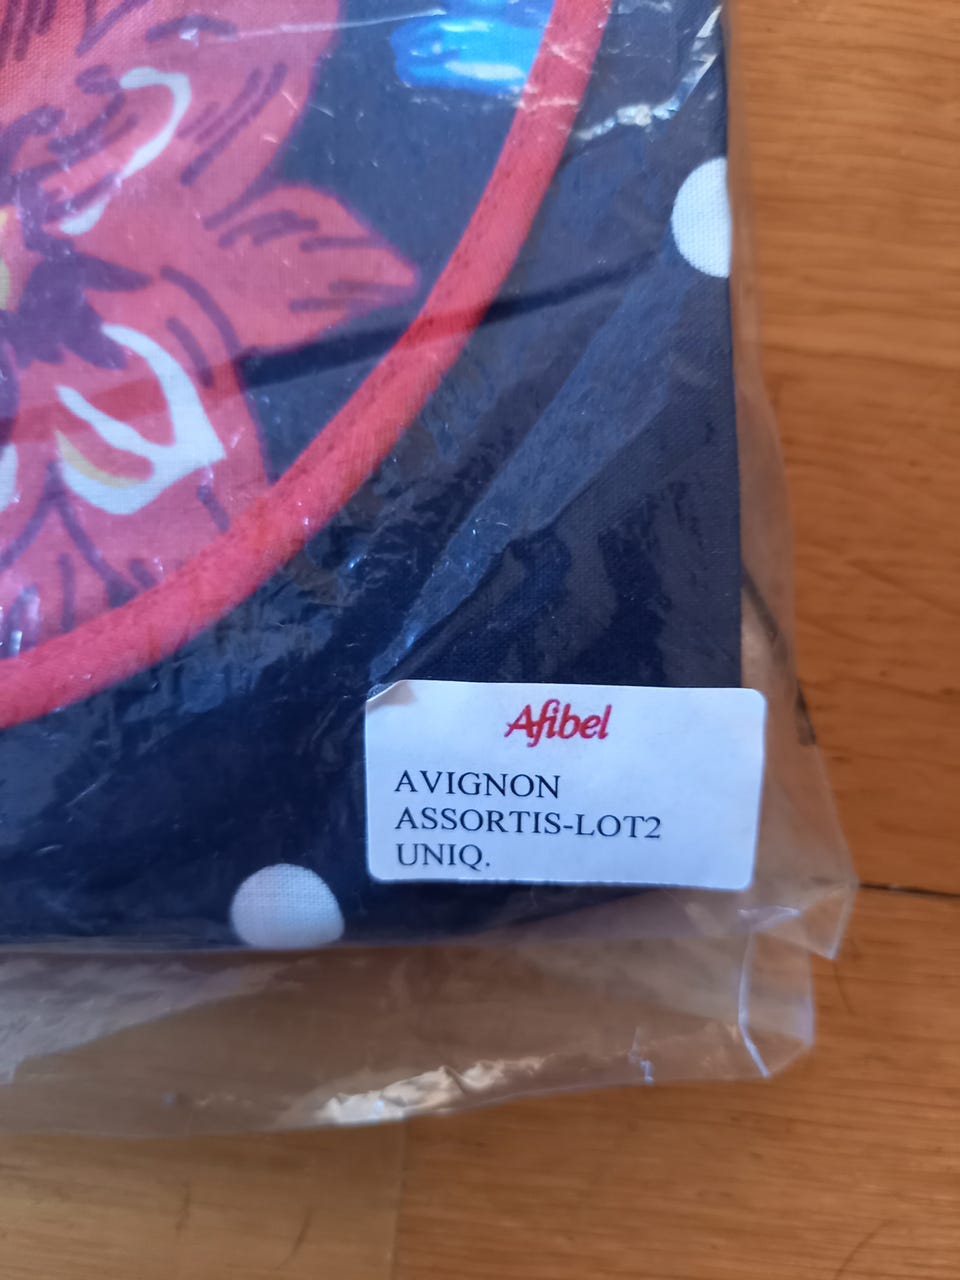 Afibel
AVIGNON
ASSORTIS-LOT2
UNIQ.